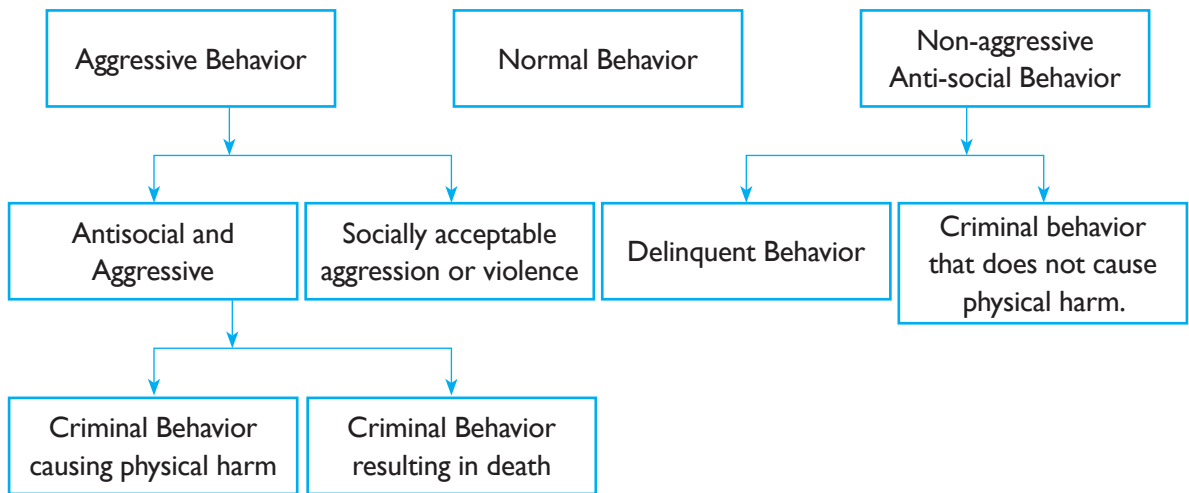 Aggressive Behavior
Normal Behavior
Non-aggressive
Anti-social Behavior
Antisocial and
Aggressive
Socially acceptable
aggression or violence
Delinquent Behavior
Criminal behavior
that does not cause
physical harm.
Criminal Behavior
causing physical harm
Criminal Behavior
resulting in death